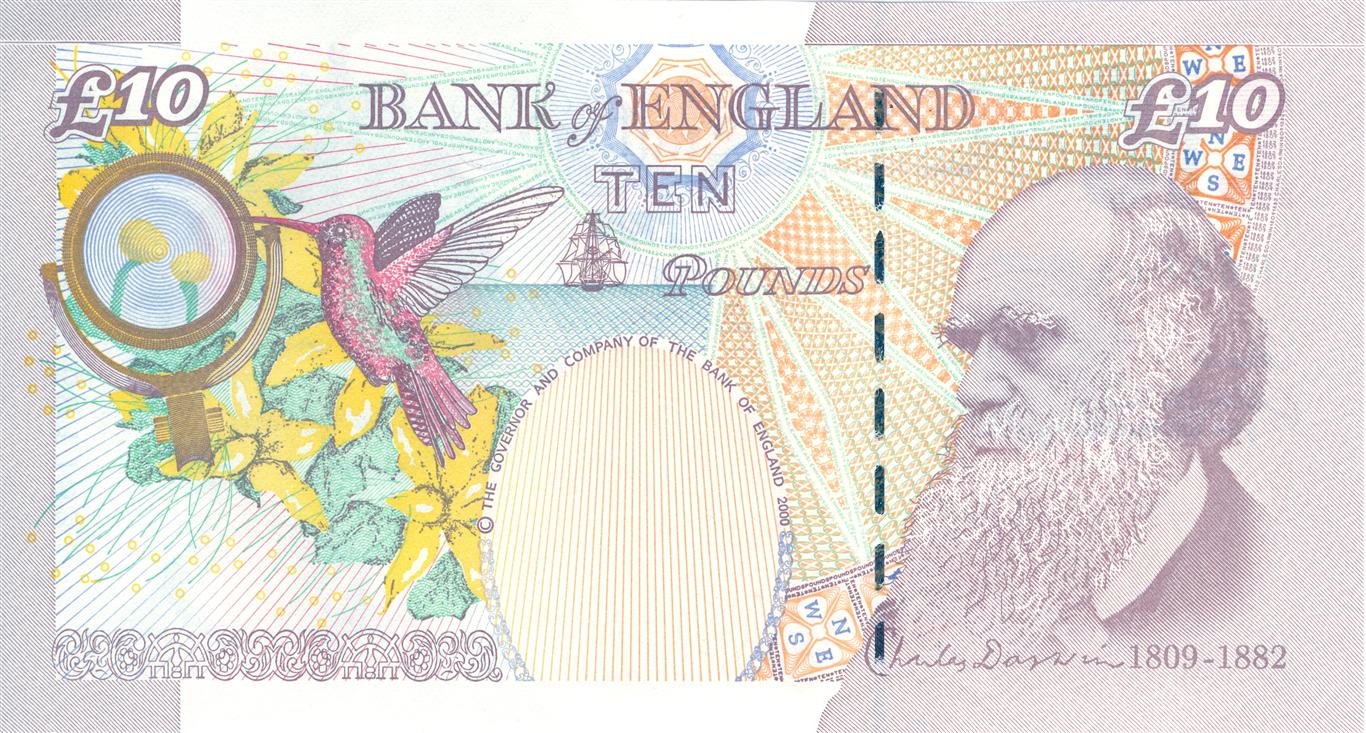 £10
BANK of ENGLAND
£10
TEN
POUNDS
W N E
W N E S
© THE GOVERNOR AND COMPANY OF THE BANK OF ENGLAND 2000
W N E S
Charles Darwin 1809-1882